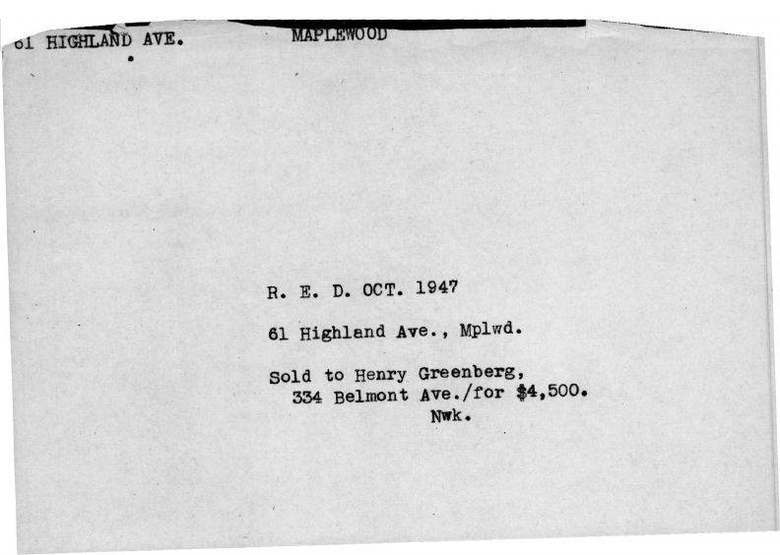 61 HIGHLAND AVE. MAPLEWOOD
R. E. D. OCT. 1947
61 Highland Ave., Mplwd.
Sold to Henry Greenberg,
334 Belmont Ave./for $4,500.
Nwk.